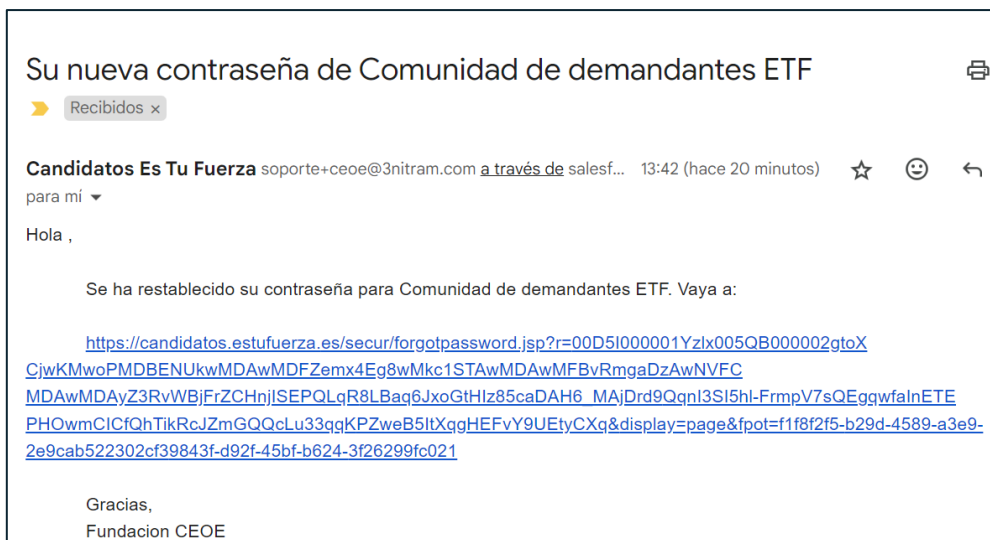 Su nueva contraseña de Comunidad de demandantes ETF
Recibidos ×
Candidatos Es Tu Fuerza soporte+ceoe@3nitram.com a través de salesf... 13:42 (hace 20 minutos)
para mí
Hola ,
Se ha restablecido su contraseña para Comunidad de demandantes ETF. Vaya a:
https://candidatos.estufuerza.es/secur/forgotpassword.jsp?r=00D5I000001Yzlx005QB000002gtoX
CjwKMwoPMDBENUkwMDAwMDFZemx4Eg8wMkc1STAwMDAwMFBvRmgaDzAwNVFC
MDAwMDAyZ3RvWBjFrZCHnjISEPQLqR8LBaq6JxoGtHIz85caDAH6_MAjDrd9QqnI3SI5hl-FrmpV7sQEgqwfaInETE
PHOwmCICfQhTikRcJZmGQQcLu33qqKPZweB5ItXqgHEFvY9UEtyCXq&display=page&fpot=f1f8f2f5-b29d-4589-a3e9-
2e9cab522302cf39843f-d92f-45bf-b624-3f26299fc021
Gracias,
Fundacion CEOE